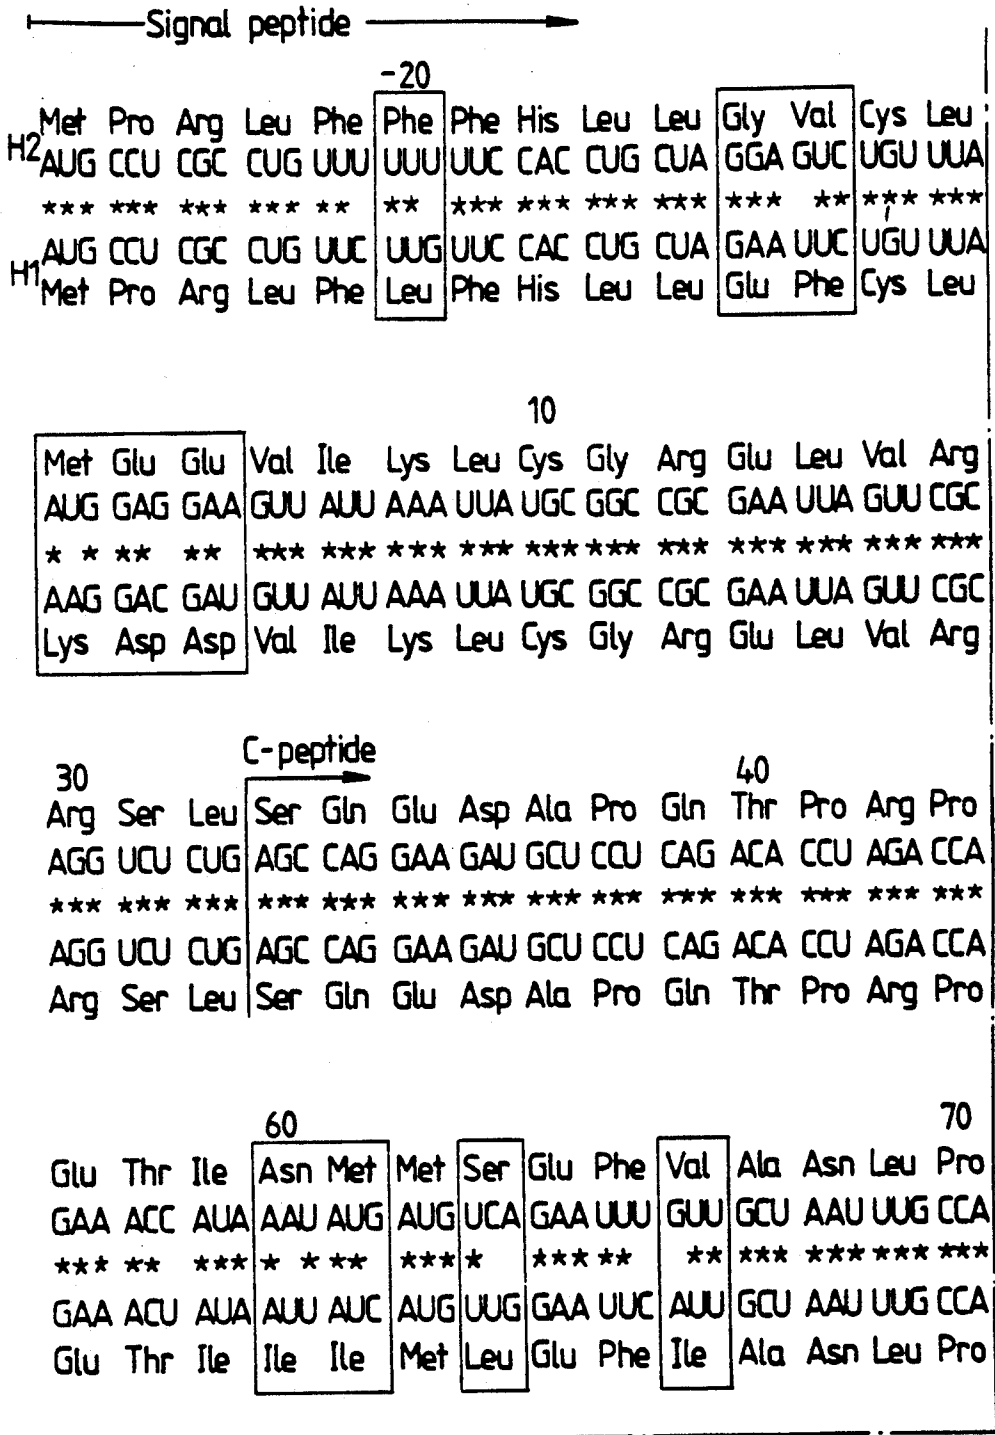 Signal peptide
-20
Met Pro Arg Leu Phe Phe Phe His Leu Leu Gly Val Cys Leu
H2 AUG CCU CGC CUG UUU UUU UUC CAC CUG CUA GGA GUC UGU UUA
*** *** *** *** ** ** *** *** *** *** *** ** *** ***
H1 AUG CCU CGC CUG UUC UUG UUC CAC CUG CUA GAA UUC UGU UUA
Met Pro Arg Leu Phe Leu Phe His Leu Leu Glu Phe Cys Leu
10
Met Glu Glu Val Ile Lys Leu Cys Gly Arg Glu Leu Val Arg
AUG GAG GAA GUU AUU AAA UUA UGC GGC CGC GAA UUA GUU CGC
* * ** ** *** *** *** *** *** *** *** *** *** *** ***
AAG GAC GAU GUU AUU AAA UUA UGC GGC CGC GAA UUA GUU CGC
Lys Asp Asp Val Ile Lys Leu Cys Gly Arg Glu Leu Val Arg
C-peptide
30 40
Arg Ser Leu Ser Gln Glu Asp Ala Pro Gln Thr Pro Arg Pro
AGG UCU CUG AGC CAG GAA GAU GCU CCU CAG ACA CCU AGA CCA
*** *** *** *** *** *** *** *** *** *** *** *** *** ***
AGG UCU CUG AGC CAG GAA GAU GCU CCU CAG ACA CCU AGA CCA
Arg Ser Leu Ser Gln Glu Asp Ala Pro Gln Thr Pro Arg Pro
60 70
Glu Thr Ile Asn Met Met Ser Glu Phe Val Ala Asn Leu Pro
GAA ACC AUA AAU AUG AUG UCA GAA UUU GUU GCU AAU UUG CCA
*** ** *** * * ** *** * *** ** ** *** *** *** ***
GAA ACU AUA AUU AUC AUG UUG GAA UUC AUU GCU AAU UUG CCA
Glu Thr Ile Ile Ile Met Leu Glu Phe Ile Ala Asn Leu Pro